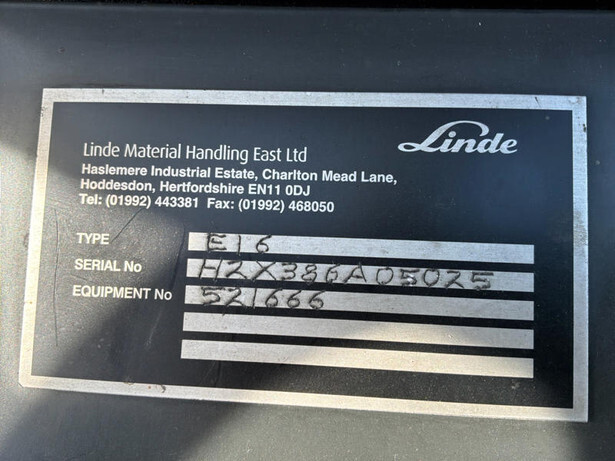 Linde Material Handling East Ltd
Linde
Haslemere Industrial Estate, Charlton Mead Lane,
Hoddesdon, Hertfordshire EN11 0DJ
Tel: (01992) 443381 Fax: (01992) 468050
TYPE E16
SERIAL No H2X386A05025
EQUIPMENT No 521666